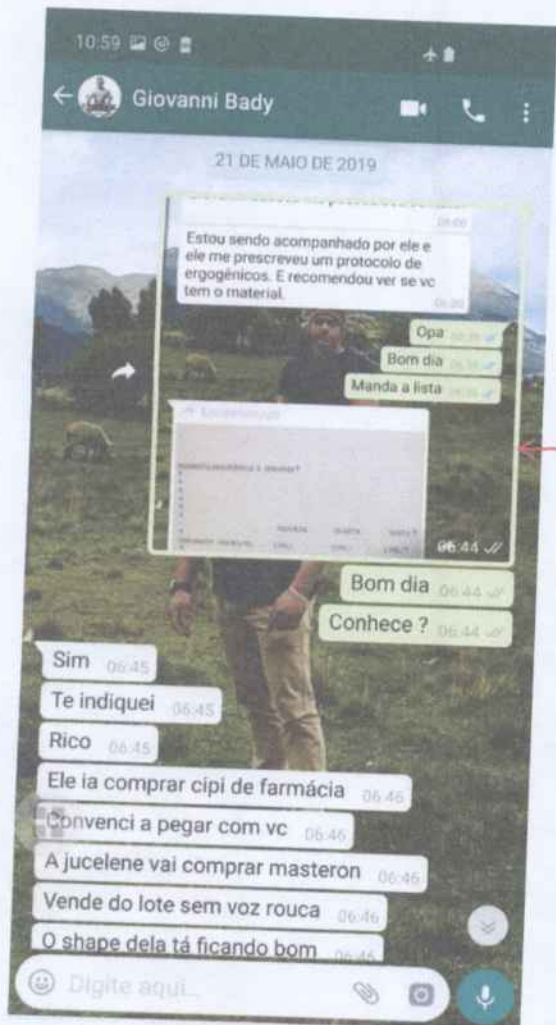 10:59
Giovanni Bady
21 DE MAIO DE 2019
Estou sendo acompanhado por ele e
ele me prescreveu um protocolo de
ergogênicos. E recomendou ver se vc
tem o material.
Opa
Bom dia
Manda a lista
06:44
Bom dia 06:44
Conhece ? 06:44
Sim 06:45
Te indiquei 06:45
Rico 06:45
Ele ia comprar cipi de farmácia 06:46
Convenci a pegar com vc 06:46
A jucelene vai comprar masteron 06:46
Vende do lote sem voz rouca 06:46
O shape dela tá ficando bom 06:46
Digite aqui...